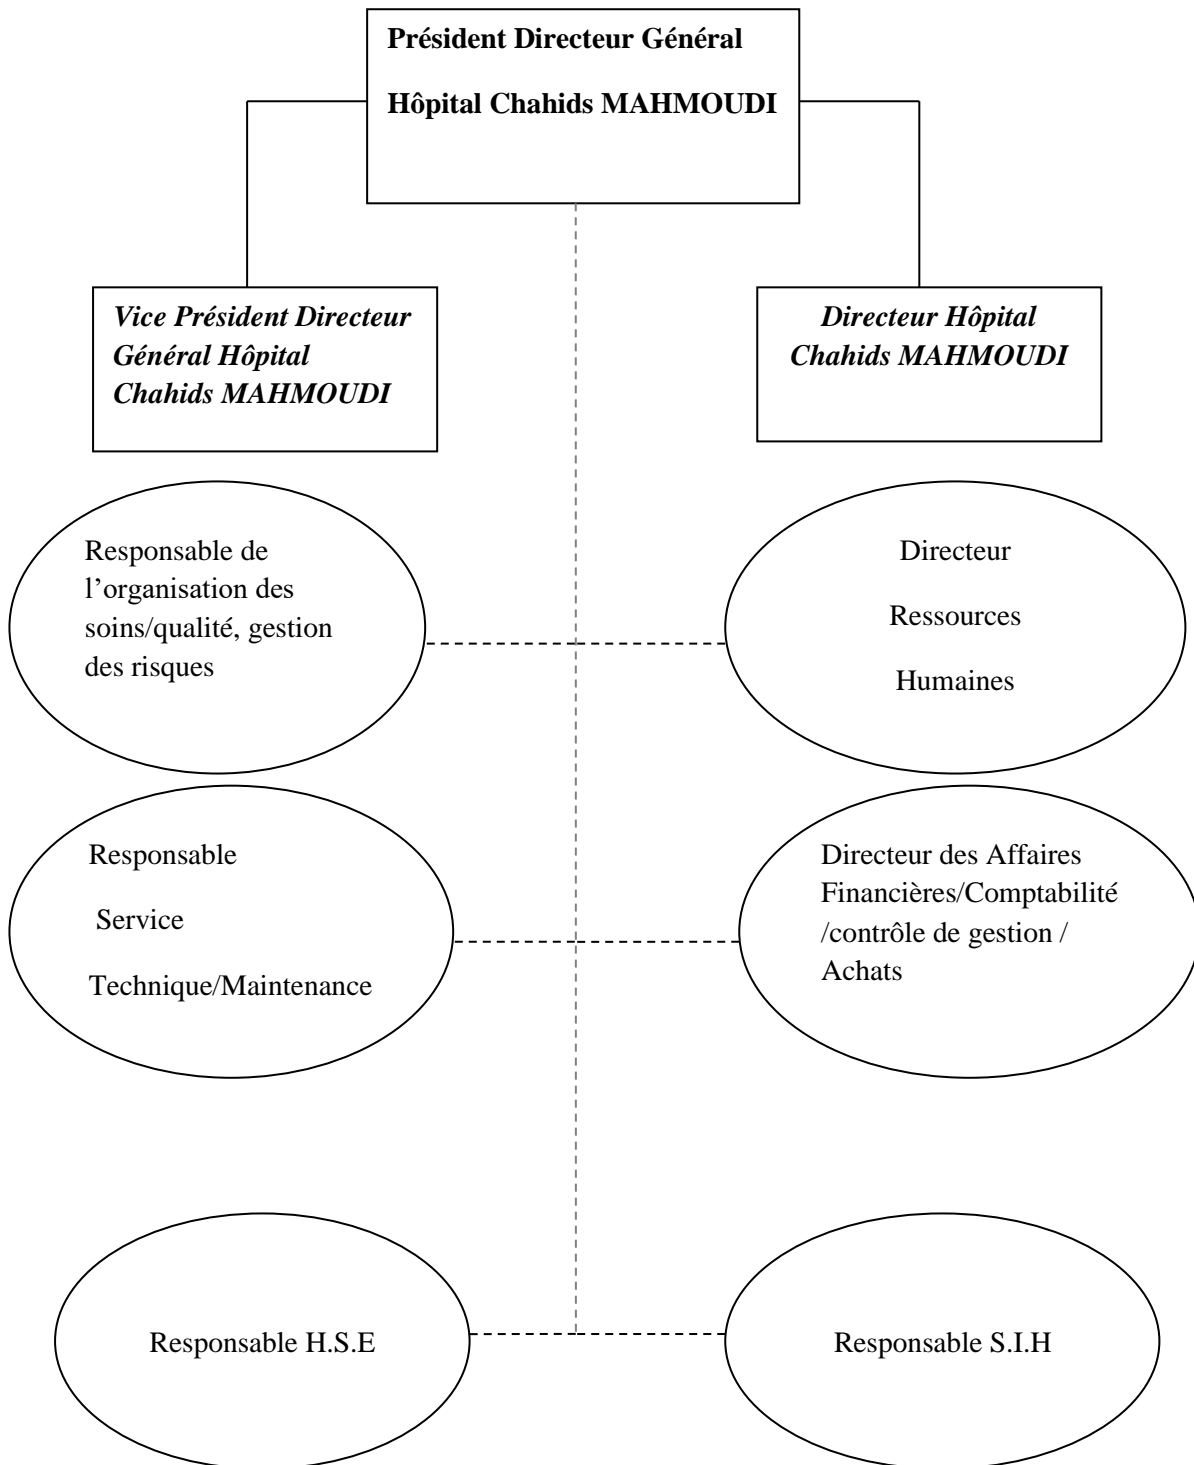 Président Directeur Général
Hôpital Chahids MAHMOUDI
Vice Président Directeur
Général Hôpital
Chahids MAHMOUDI
Directeur Hôpital
Chahids MAHMOUDI
Responsable de
l’organisation des
soins/qualité, gestion
des risques
Directeur
Ressources
Humaines
Responsable
Service
Technique/Maintenance
Directeur des Affaires
Financières/Comptabilité
/contrôle de gestion /
Achats
Responsable H.S.E
Responsable S.I.H